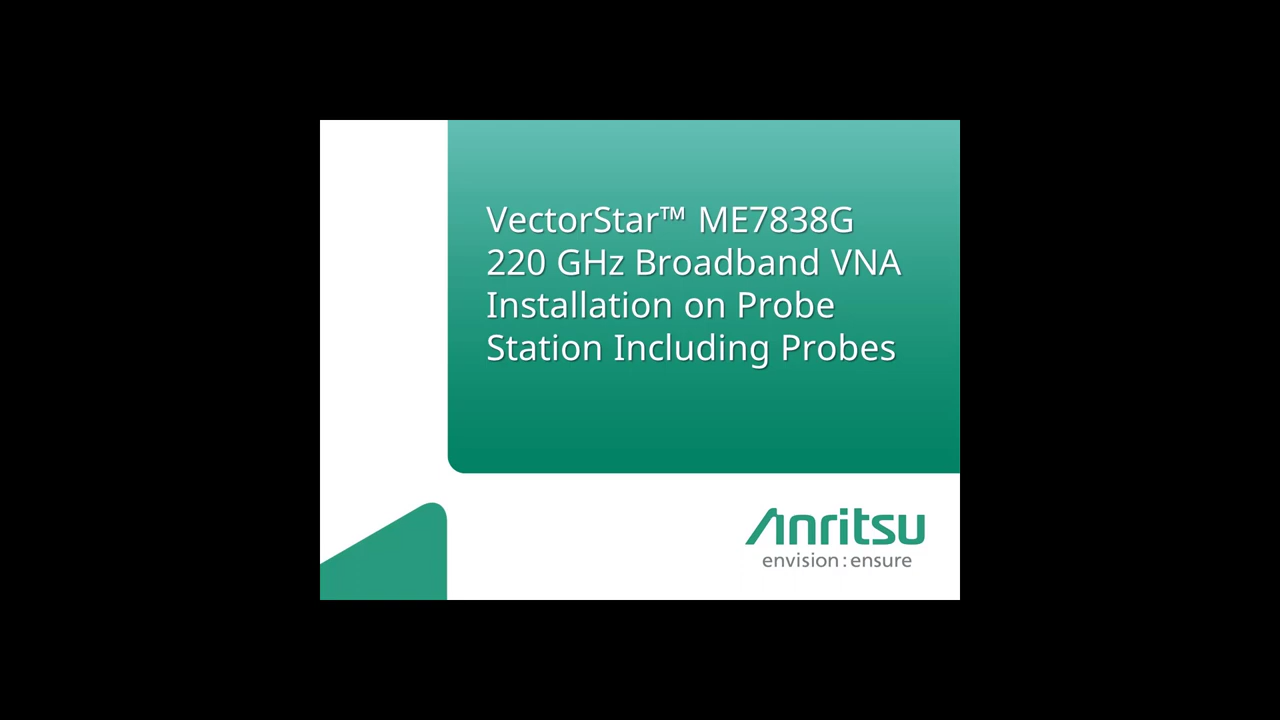 VectorStar™ ME7838G
220 GHz Broadband VNA
Installation on Probe
Station Including Probes
Anritsu
envision : ensure